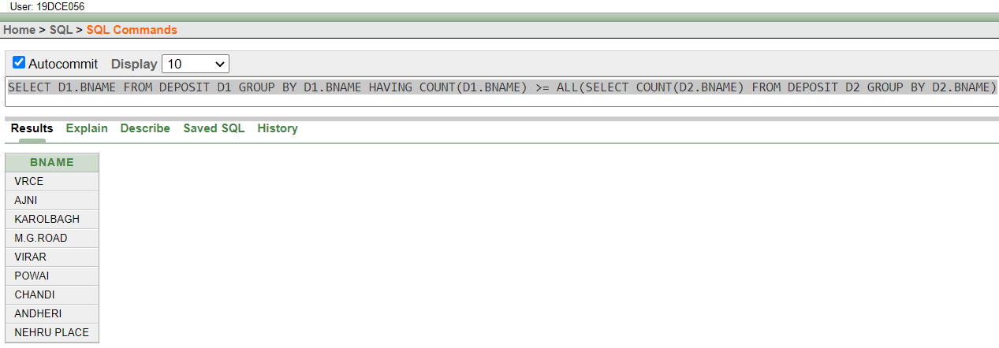 User: 19DCE056
Home > SQL > SQL Commands
Autocommit Display 10
SELECT D1.BNAME FROM DEPOSIT D1 GROUP BY D1.BNAME HAVING COUNT(D1.BNAME) >= ALL(SELECT COUNT(D2.BNAME) FROM DEPOSIT D2 GROUP BY D2.BNAME)
Results Explain Describe Saved SQL History
BNAME
VRCE
AJNI
KAROLBAGH
M.G.ROAD
VIRAR
POWAI
CHANDI
ANDHERI
NEHRU PLACE